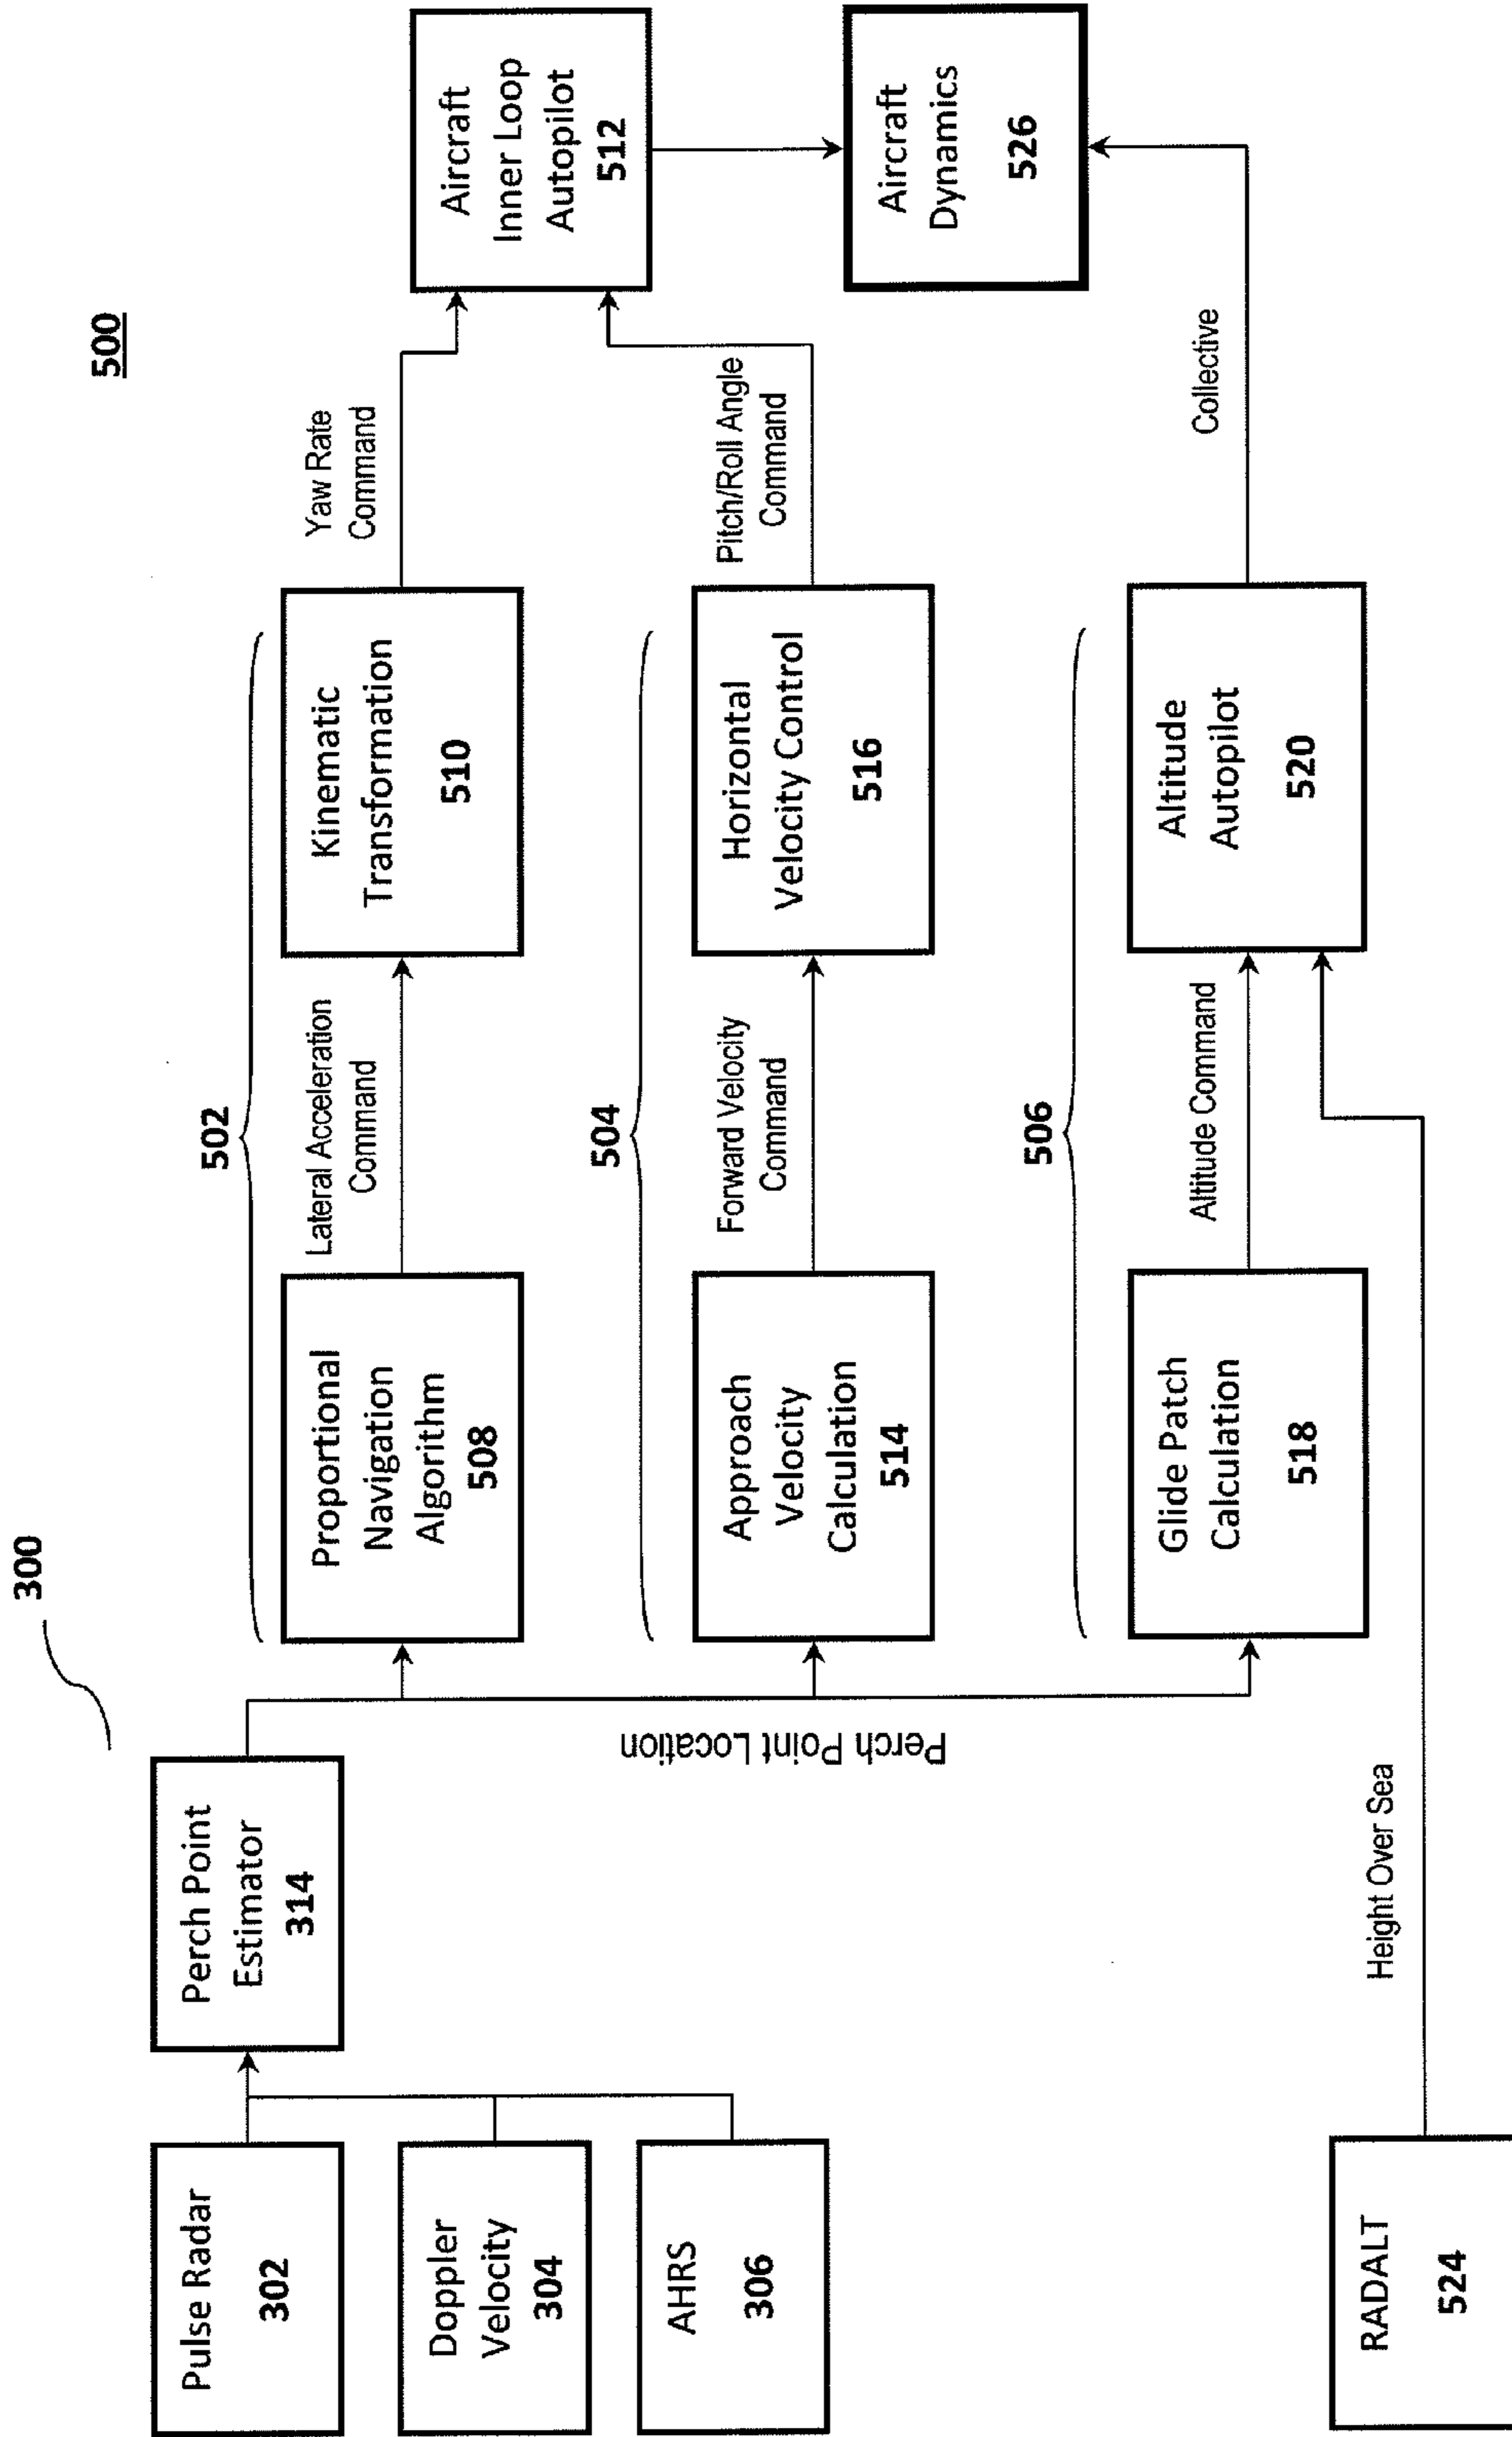 500
300
Pulse Radar
302
Doppler
Velocity
304
AHRS
306
RADALT
524
Perch Point
Estimator
314
Perch Point Location
Height Over Sea
502
Proportional
Navigation
Algorithm
508
Lateral Acceleration
Command
Kinematic
Transformation
510
Yaw Rate
Command
504
Approach
Velocity
Calculation
514
Forward Velocity
Command
Horizontal
Velocity Control
516
Pitch/Roll Angle
Command
506
Glide Patch
Calculation
518
Altitude Command
Altitude
Autopilot
520
Collective
Aircraft
Inner Loop
Autopilot
512
Aircraft
Dynamics
526